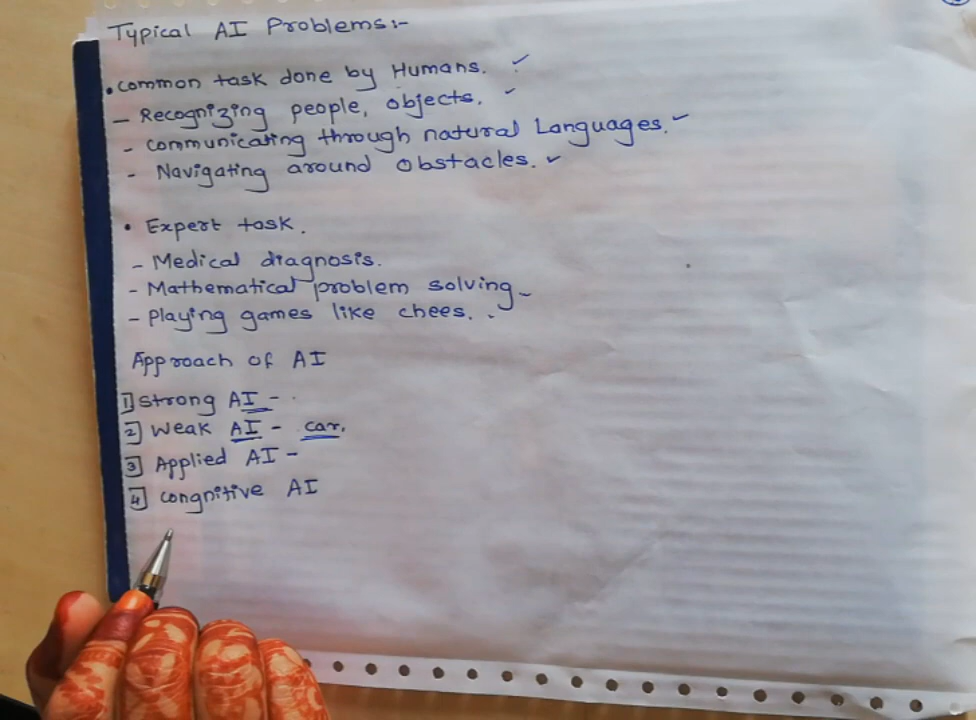 Typical AI Problems:-
• common task done by Humans. ✓
- Recognizing people, objects. ✓
- communicating through natural Languages. ✓
- Navigating around obstacles. ✓
• Expert task.
- Medical diagnosis.
- Mathematical problem solving -
- Playing games like chees. .
Approach of AI
1] strong AI - .
2] Weak AI - car.
3] Applied AI -
4] congnitive AI